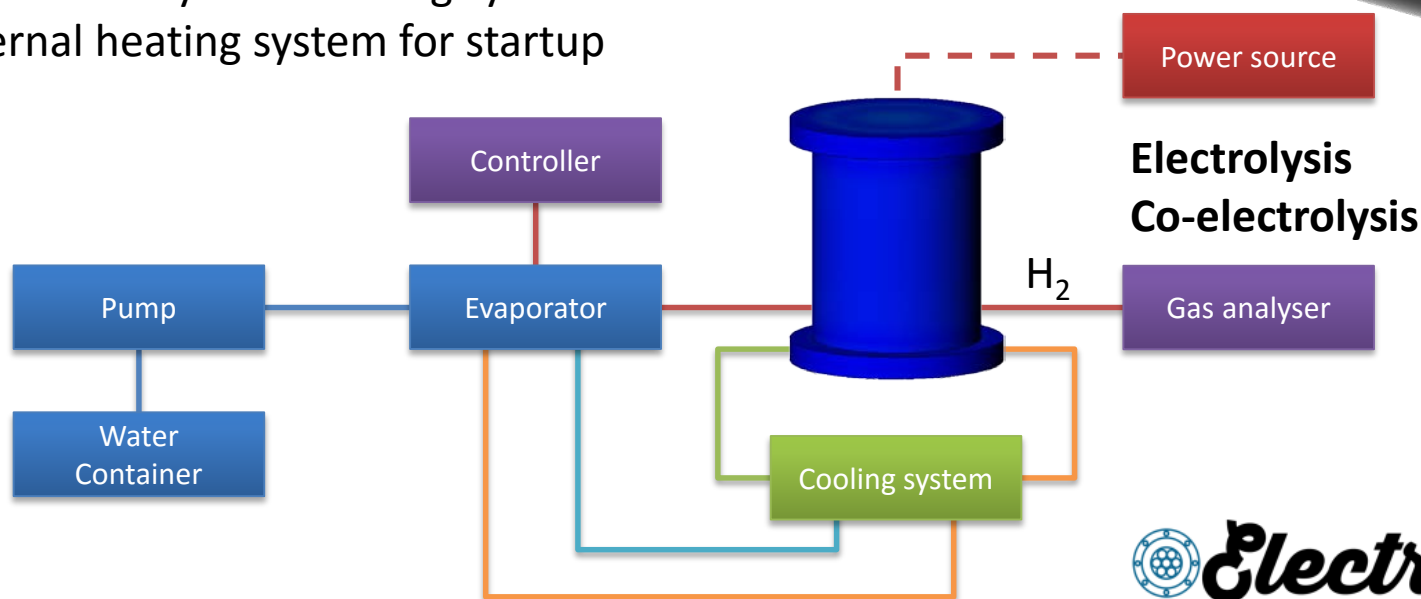 ernal heating system for startup
Power source
Controller
Electrolysis
Co-electrolysis
H₂
Pump
Evaporator
Gas analyser
Water
Container
Cooling system
Electr